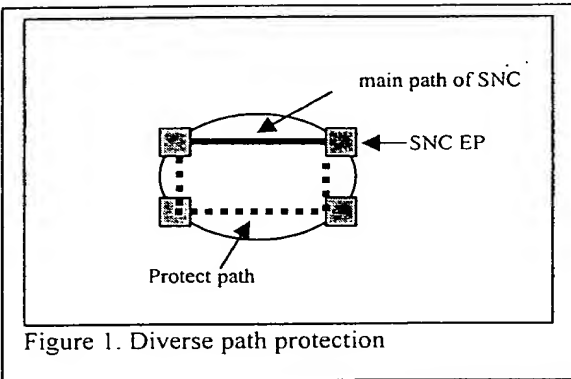 main path of SNC
SNC EP
Protect path
Figure 1. Diverse path protection